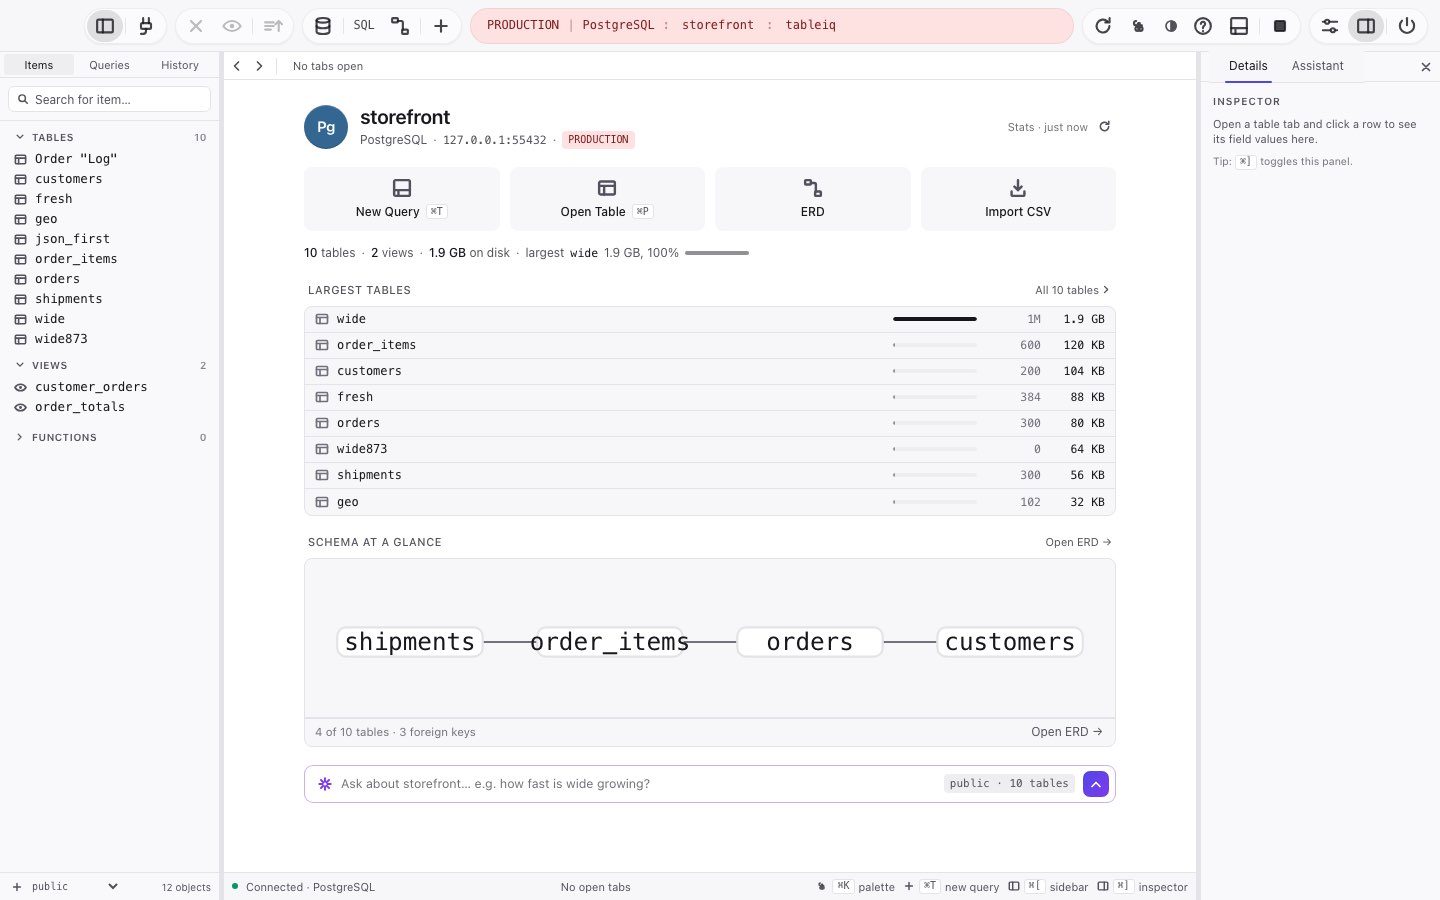 SQL
PRODUCTION | PostgreSQL : storefront : tableiq
Items Queries History
Search for item...
TABLES 10
Order "Log"
customers
fresh
geo
json_first
order_items
orders
shipments
wide
wide873
VIEWS 2
customer_orders
order_totals
FUNCTIONS 0
public 12 objects
No tabs open
Pg
storefront
PostgreSQL · 127.0.0.1:55432 · PRODUCTION
Stats · just now
New Query ⌘T
Open Table ⌘P
ERD
Import CSV
10 tables · 2 views · 1.9 GB on disk · largest wide 1.9 GB, 100%
LARGEST TABLES All 10 tables
wide 1M 1.9 GB
order_items 600 120 KB
customers 200 104 KB
fresh 384 88 KB
orders 300 80 KB
wide873 0 64 KB
shipments 300 56 KB
geo 102 32 KB
SCHEMA AT A GLANCE Open ERD →
shipments order_items orders customers
4 of 10 tables · 3 foreign keys Open ERD →
Ask about storefront... e.g. how fast is wide growing? public · 10 tables
Connected · PostgreSQL No open tabs ⌘K palette ⌘T new query ⌘[ sidebar ⌘] inspector
Details Assistant
INSPECTOR
Open a table tab and click a row to see
its field values here.
Tip: ⌘] toggles this panel.